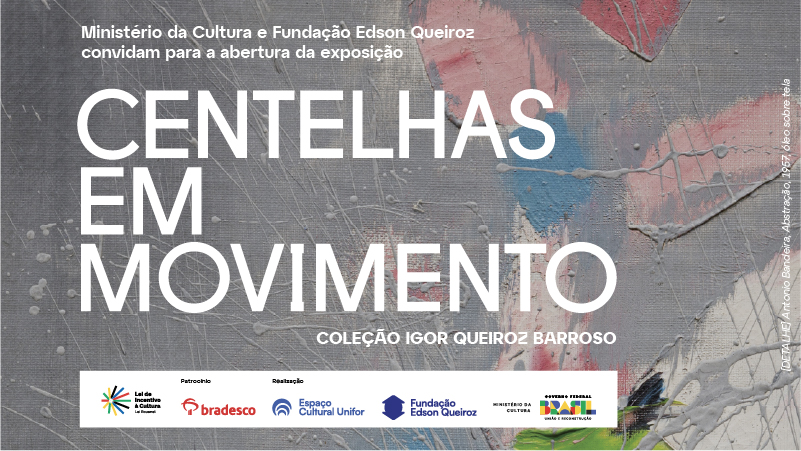 Ministério da Cultura e Fundação Edson Queiroz
convidam para a abertura da exposição
CENTELHAS
EM
MOVIMENTO
COLEÇÃO IGOR QUEIROZ BARROSO
[DETALHE] Antonio Bandeira, Abstração, 1957, óleo sobre tela
Lei de
Incentivo
à Cultura
Lei Rouanet
Patrocínio
bradesco
Realização
Espaço
Cultural Unifor
Fundação
Edson Queiroz
MINISTÉRIO DA
CULTURA
GOVERNO FEDERAL
BRASIL
UNIÃO E RECONSTRUÇÃO